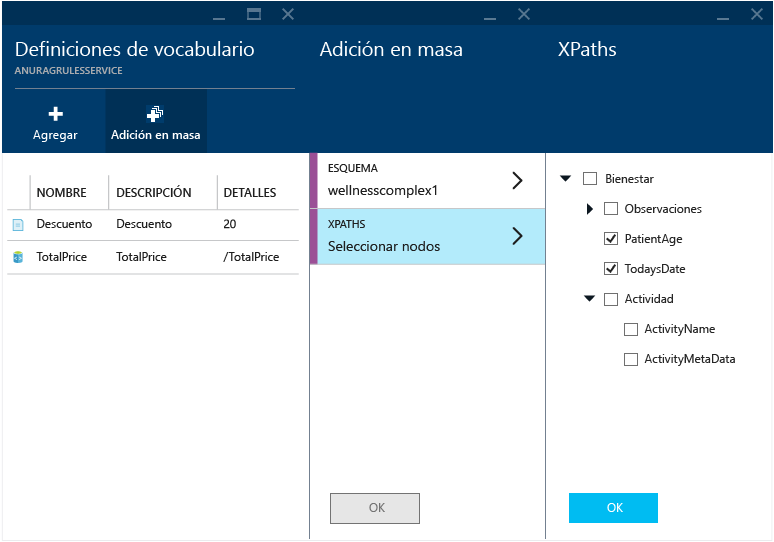 Definiciones de vocabulario
ANURAGRULESSERVICE
Agregar
Adición en masa
NOMBRE DESCRIPCIÓN DETALLES
Descuento Descuento 20
TotalPrice TotalPrice /TotalPrice
Adición en masa
ESQUEMA
wellnesscomplex1
XPATHS
Seleccionar nodos
OK
XPaths
Bienestar
Observaciones
PatientAge
TodaysDate
Actividad
ActivityName
ActivityMetaData
OK